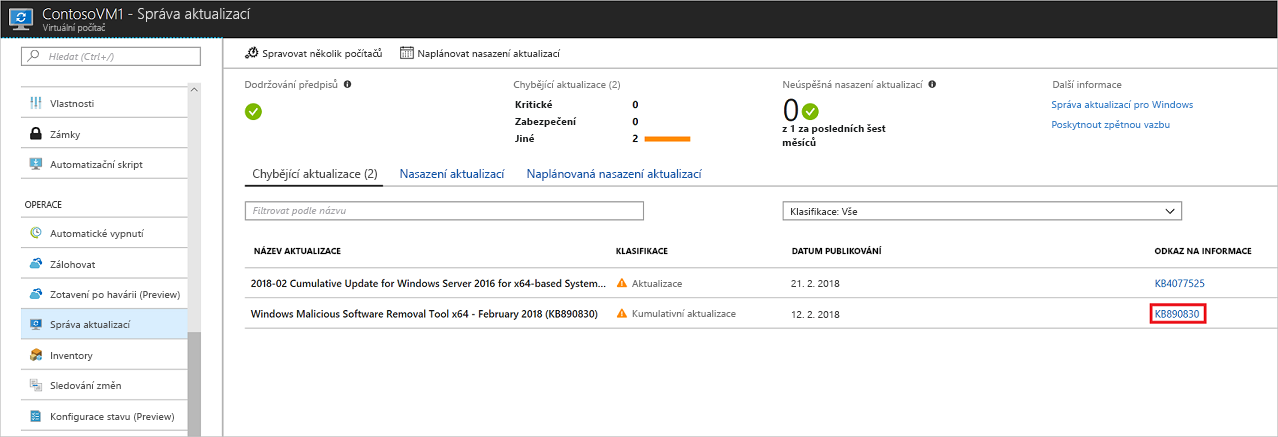 ContosoVM1 - Správa aktualizací
Virtuální počítač
Hledat (Ctrl+/)
Vlastnosti
Zámky
Automatizační skript
OPERACE
Automatické vypnutí
Zálohovat
Zotavení po havárii (Preview)
Správa aktualizací
Inventory
Sledování změn
Konfigurace stavu (Preview)
Spravovat několik počítačů
Naplánovat nasazení aktualizací
Dodržování předpisů
Chybějící aktualizace (2)
Kritické 0
Zabezpečení 0
Jiné 2
Neúspěšná nasazení aktualizací
0
z 1 za posledních šest
měsíců
Další informace
Správa aktualizací pro Windows
Poskytnout zpětnou vazbu
Chybějící aktualizace (2) Nasazení aktualizací Naplánovaná nasazení aktualizací
Filtrovat podle názvu
Klasifikace: Vše
NÁZEV AKTUALIZACE KLASIFIKACE DATUM PUBLIKOVÁNÍ ODKAZ NA INFORMACE
2018-02 Cumulative Update for Windows Server 2016 for x64-based System... Aktualizace 21. 2. 2018 KB4077525
Windows Malicious Software Removal Tool x64 - February 2018 (KB890830) Kumulativní aktualizace 12. 2. 2018 KB890830